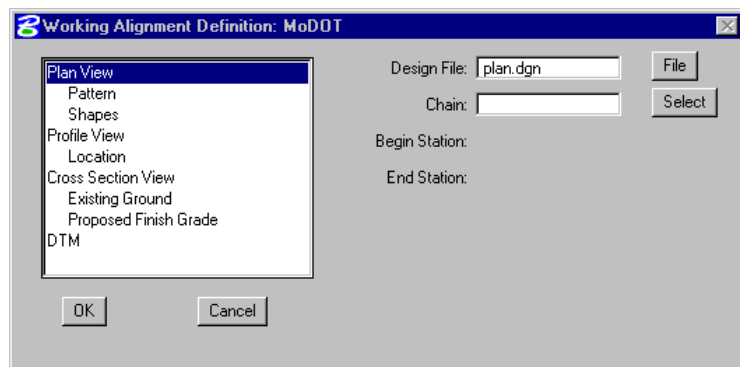 Working Alignment Definition: MoDOT
Plan View
Pattern
Shapes
Profile View
Location
Cross Section View
Existing Ground
Proposed Finish Grade
DTM
Design File: plan.dgn File
Chain: Select
Begin Station:
End Station:
OK Cancel